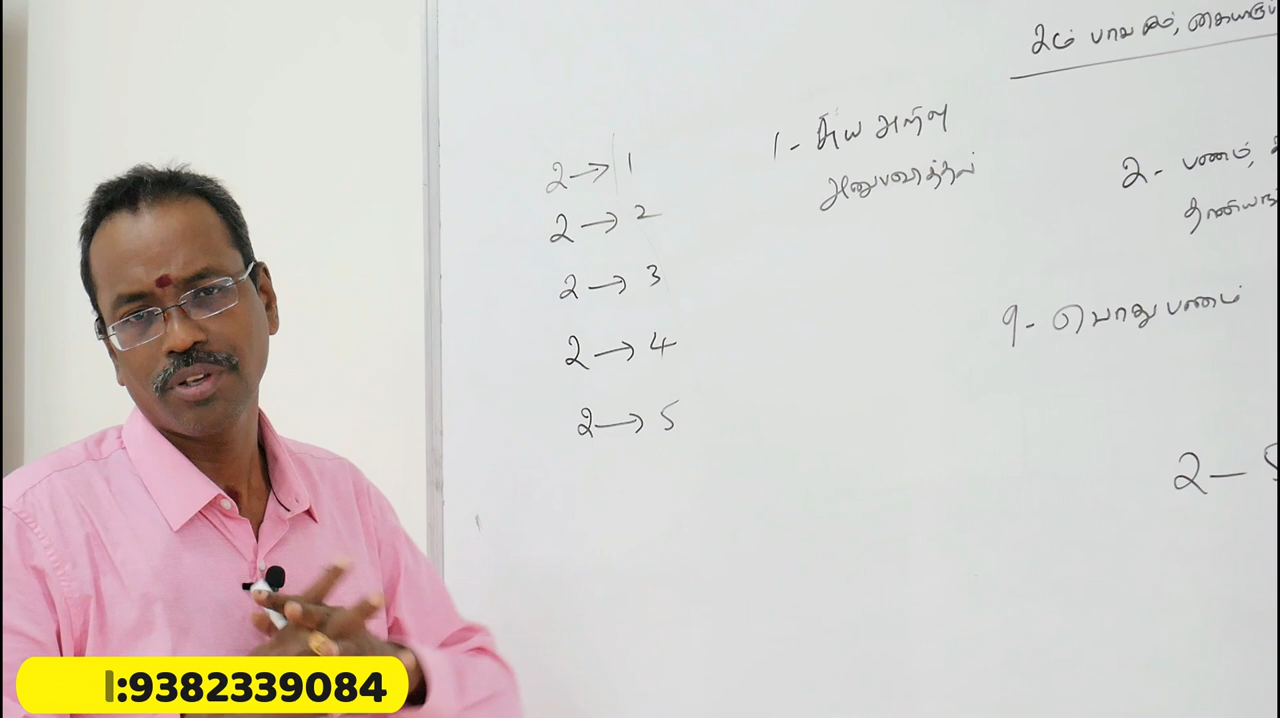 2ம் பாவகம்,
2 → 1
2 → 2
2 → 3
2 → 4
2 → 5
1 - சுய அறிவு
அனுபவத்தில்
2 - பணம்,
9 - பொது பணம்
2 —
:9382339084